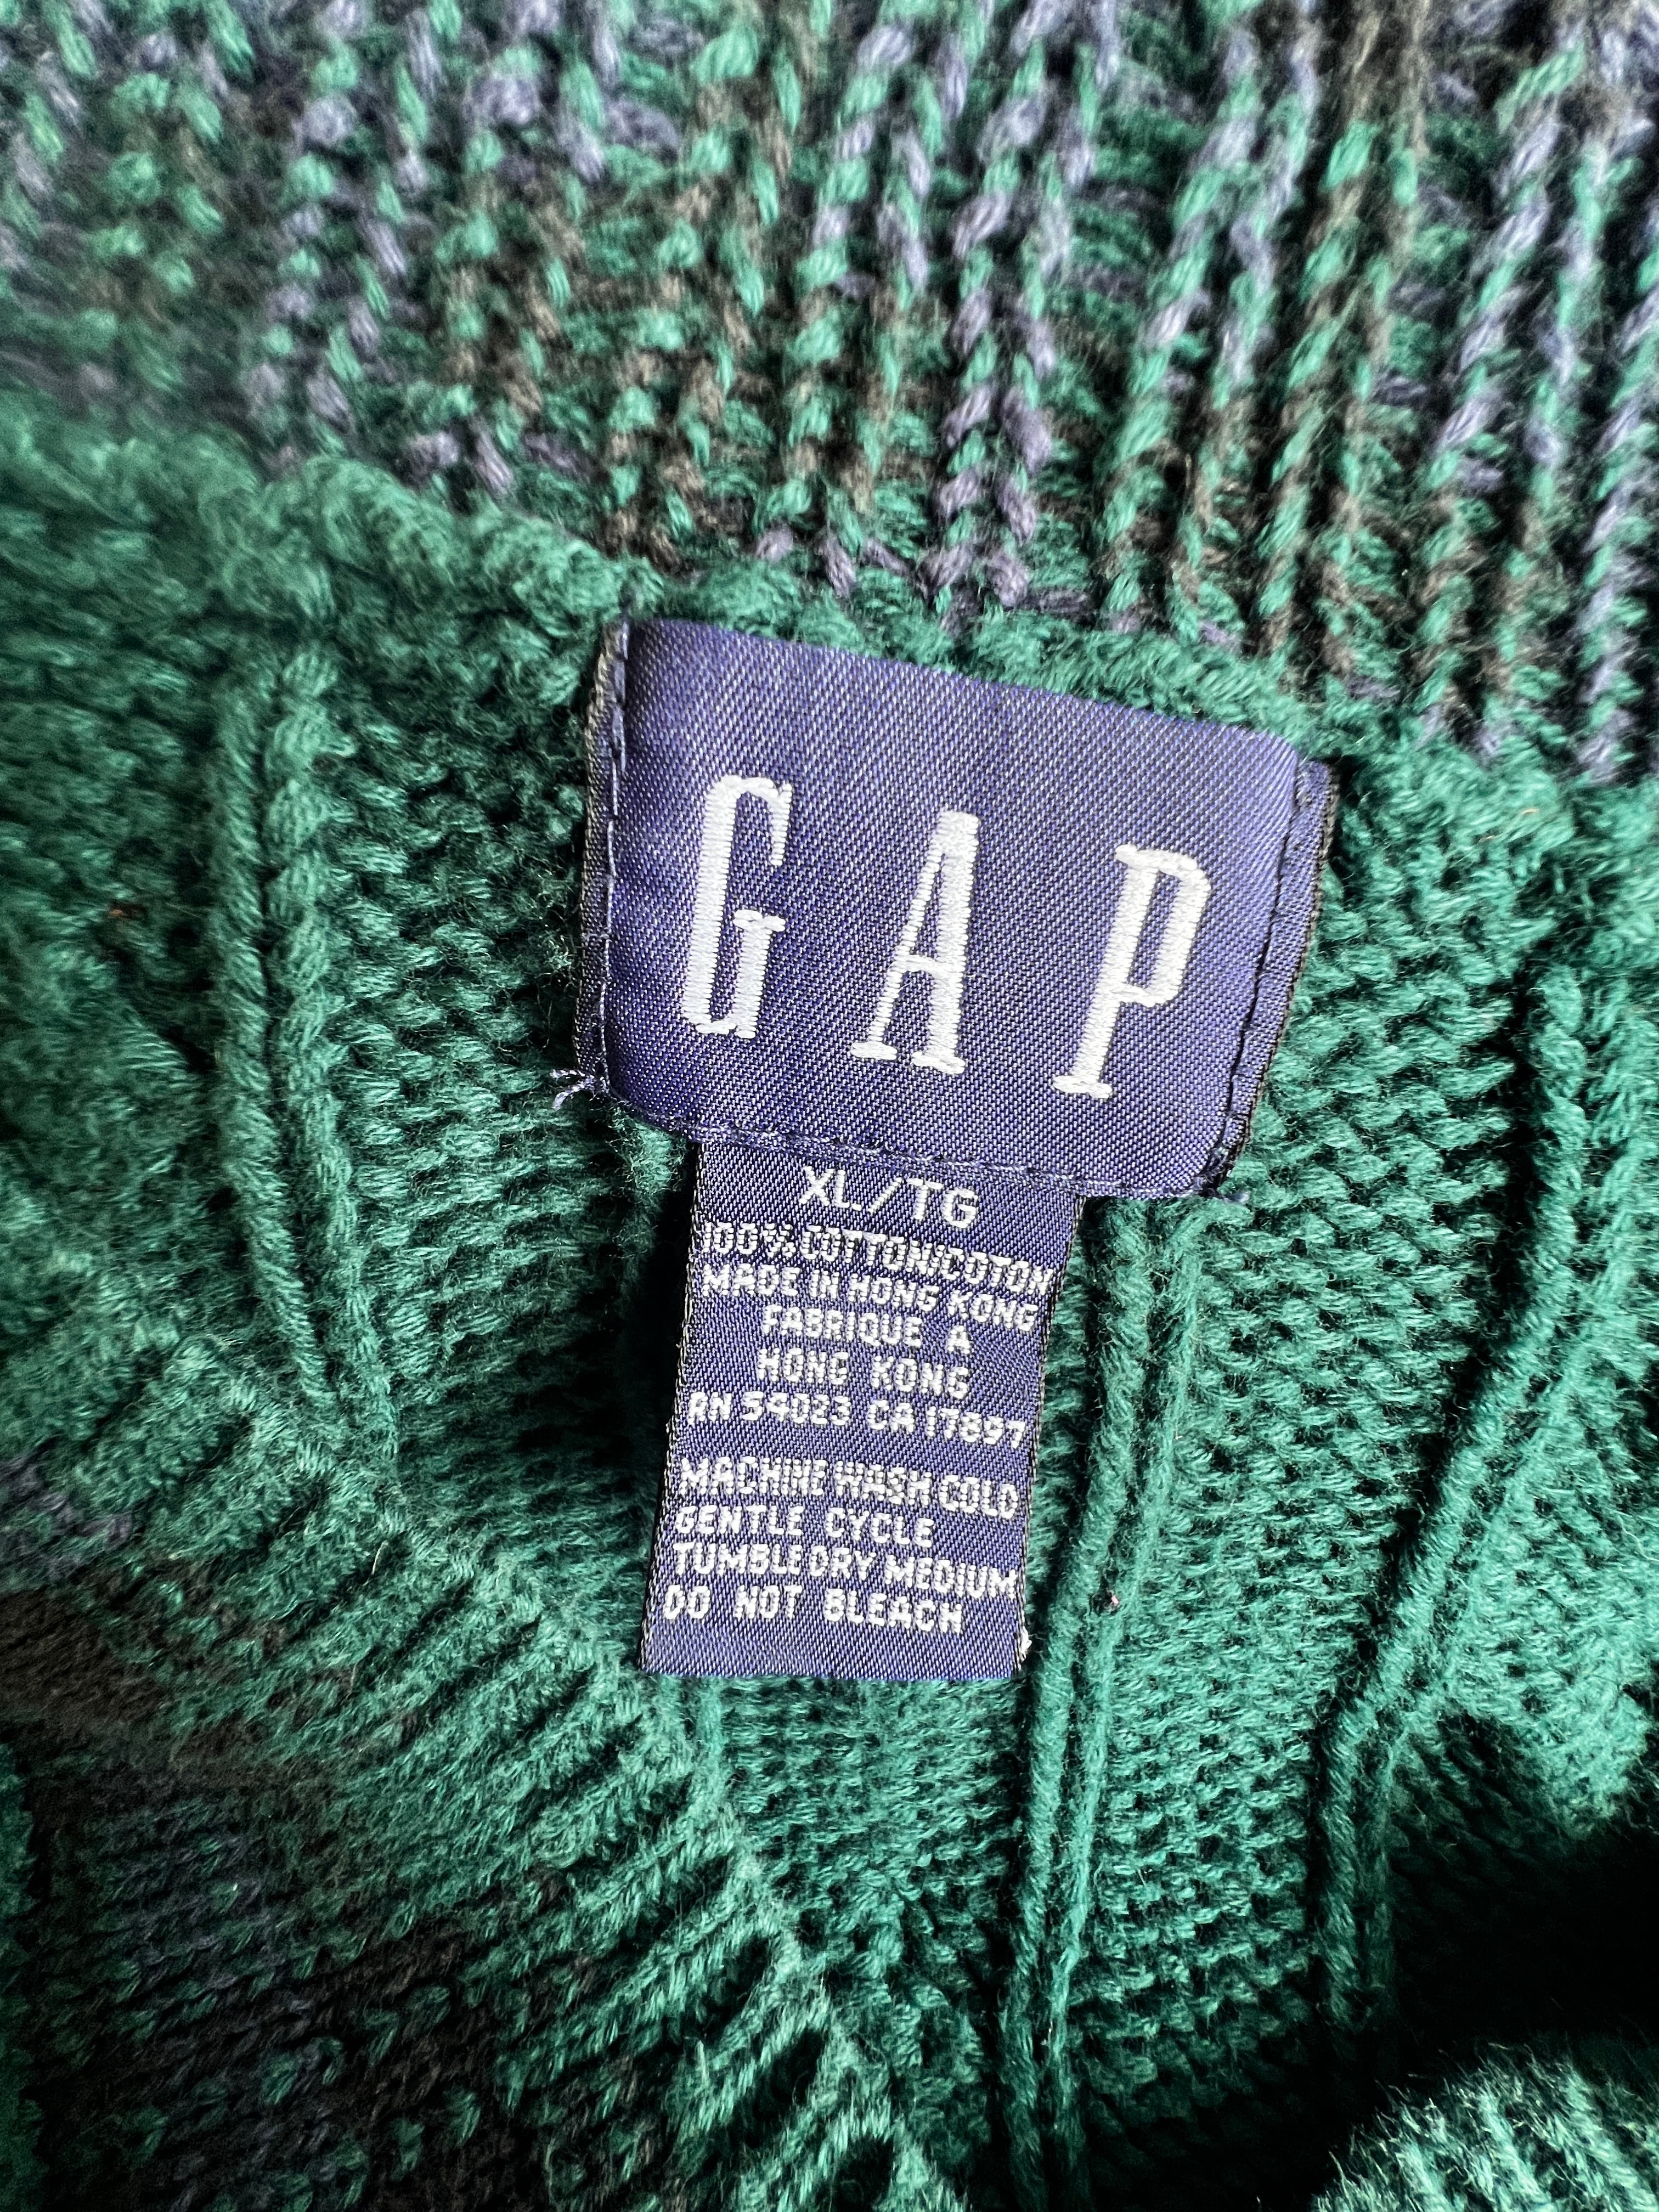 GAP
XL/TG
100% COTTON/COTON
MADE IN HONG KONG
FABRIQUE A
HONG KONG
RN 54023 CA 17897
MACHINE WASH COLD
GENTLE CYCLE
TUMBLE DRY MEDIUM
DO NOT BLEACH